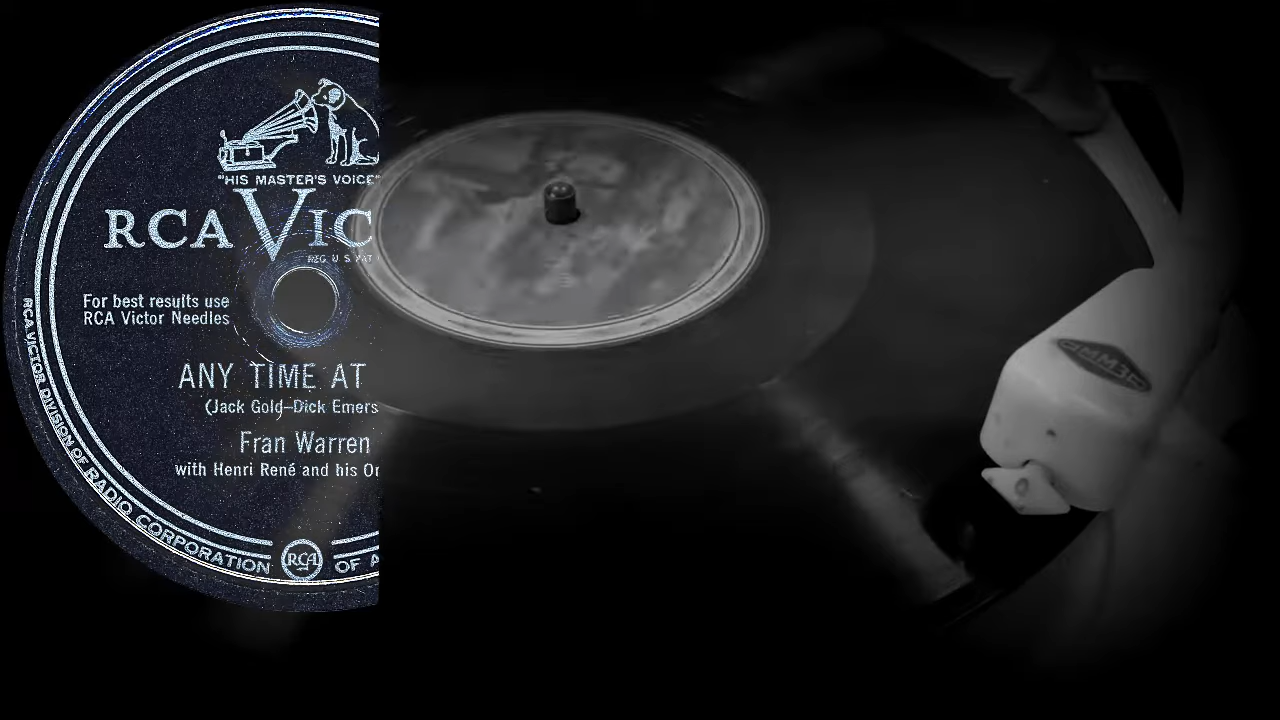 "HIS MASTER'S VOICE"
RCA VIC
REG. U.S. PAT
For best results use
RCA Victor Needles
ANY TIME AT
(Jack Gold–Dick Emers
Fran Warren
with Henri René and his Or
RCA VICTOR DIVISION OF RADIO CORPORATION OF A
RCA